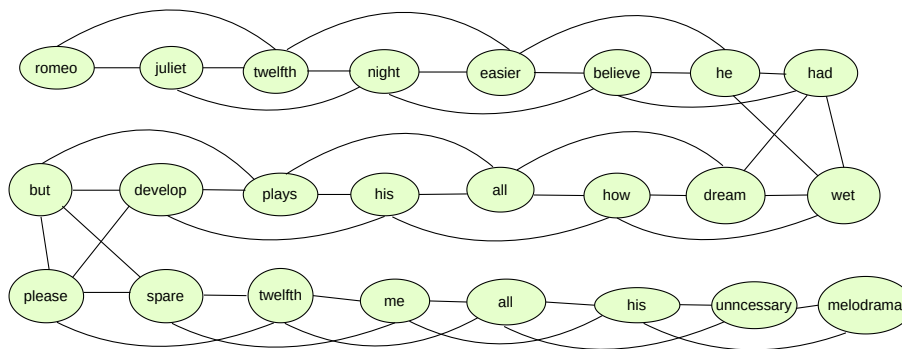 romeo juliet twelfth night easier believe he had
but develop plays his all how dream wet
please spare twelfth me all his unncessary melodrama